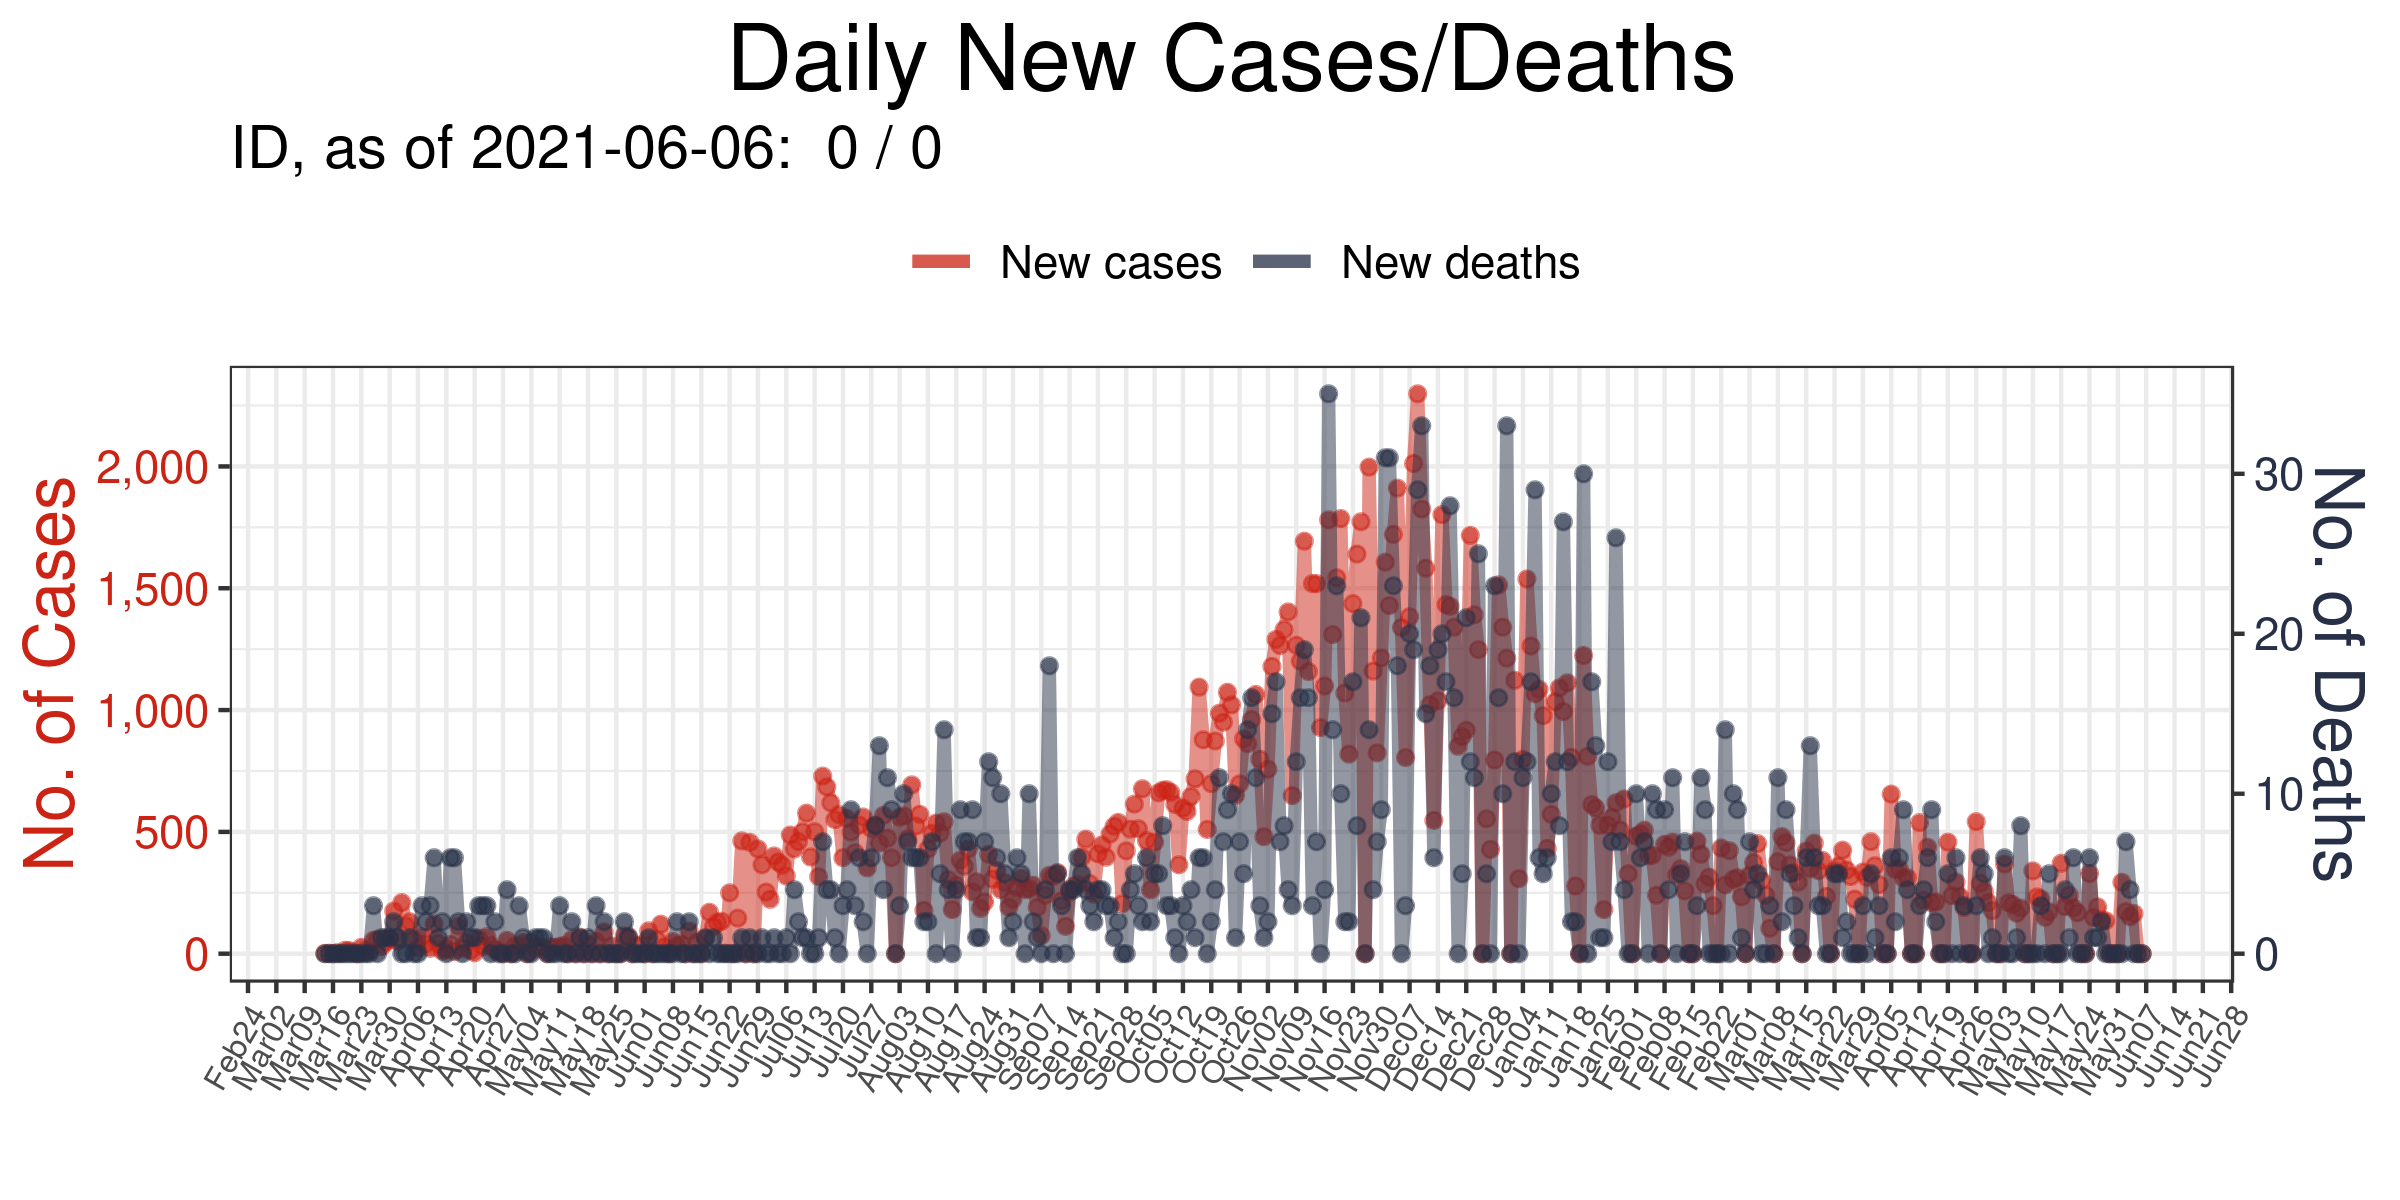 Daily New Cases/Deaths
ID, as of 2021-06-06:  0 / 0
New cases
New deaths
No. of Cases
2,000
1,500
1,000
500
0
30
20
10
0
No. of Deaths
Feb24
Mar02
Mar09
Mar16
Mar23
Mar30
Apr06
Apr13
Apr20
Apr27
May04
May11
May18
May25
Jun01
Jun08
Jun15
Jun22
Jun29
Jul06
Jul13
Jul20
Jul27
Aug03
Aug10
Aug17
Aug24
Aug31
Sep07
Sep14
Sep21
Sep28
Oct05
Oct12
Oct19
Oct26
Nov02
Nov09
Nov16
Nov23
Nov30
Dec07
Dec14
Dec21
Dec28
Jan04
Jan11
Jan18
Jan25
Feb01
Feb08
Feb15
Feb22
Mar01
Mar08
Mar15
Mar22
Mar29
Apr05
Apr12
Apr19
Apr26
May03
May10
May17
May24
May31
Jun07
Jun14
Jun21
Jun28